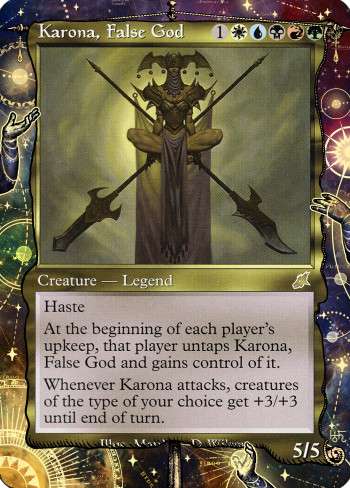 Karona, False God 1
Creature — Legend
Haste
At the beginning of each player's
upkeep, that player untaps Karona,
False God and gains control of it.
Whenever Karona attacks, creatures
of the type of your choice get +3/+3
until end of turn.
5/5